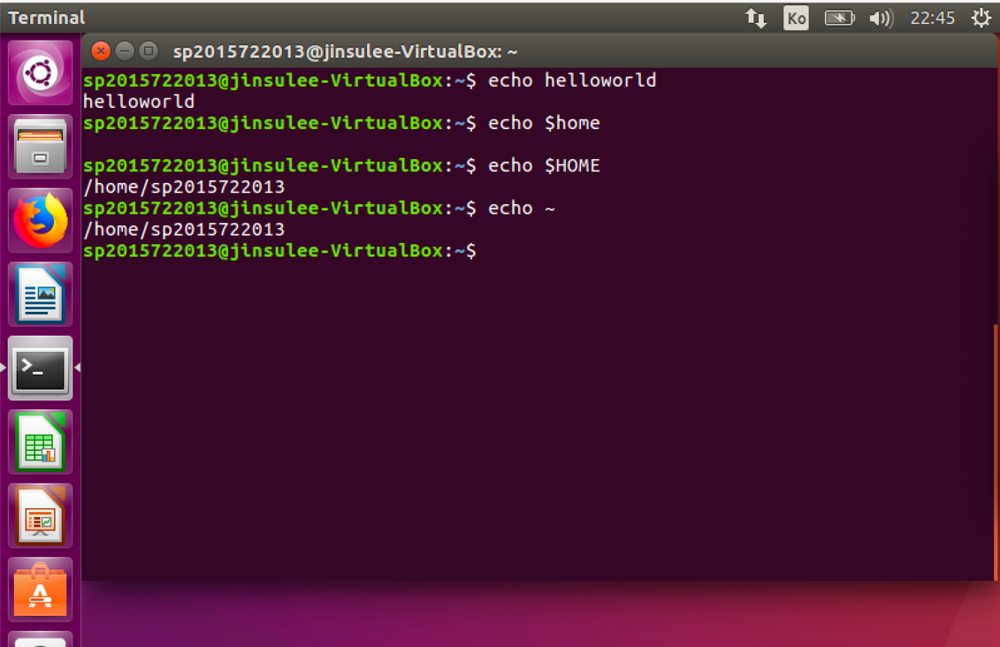 Terminal
Ko
22:45
sp2015722013@jinsulee-VirtualBox: ~
sp2015722013@jinsulee-VirtualBox:~$ echo helloworld
helloworld
sp2015722013@jinsulee-VirtualBox:~$ echo $home
sp2015722013@jinsulee-VirtualBox:~$ echo $HOME
/home/sp2015722013
sp2015722013@jinsulee-VirtualBox:~$ echo ~
/home/sp2015722013
sp2015722013@jinsulee-VirtualBox:~$